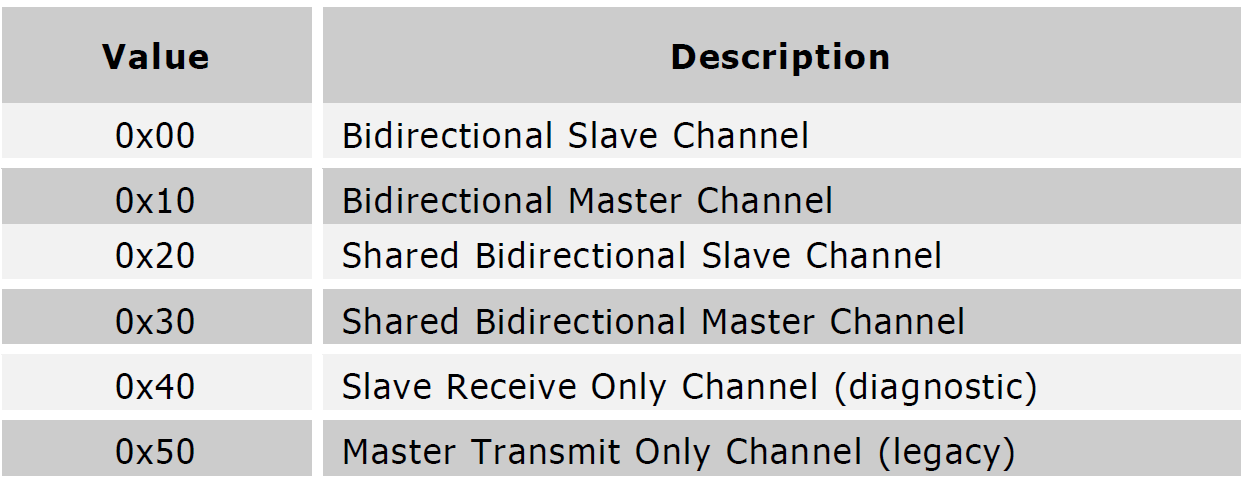 Value Description
0x00 Bidirectional Slave Channel
0x10 Bidirectional Master Channel
0x20 Shared Bidirectional Slave Channel
0x30 Shared Bidirectional Master Channel
0x40 Slave Receive Only Channel (diagnostic)
0x50 Master Transmit Only Channel (legacy)